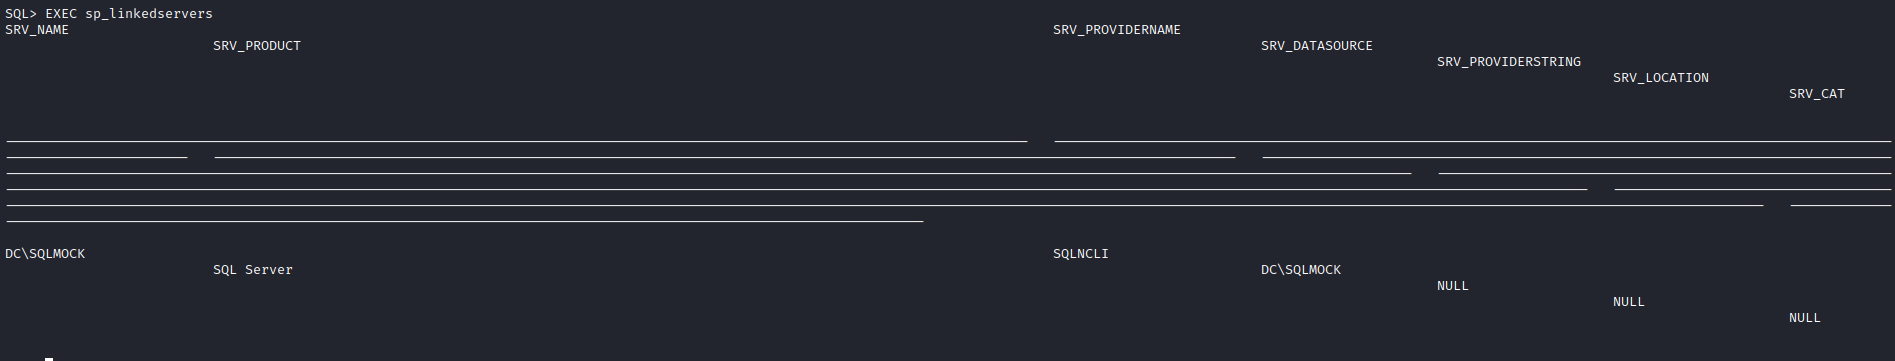 SQL> EXEC sp_linkedservers
SRV_NAME SRV_PROVIDERNAME
SRV_PRODUCT SRV_DATASOURCE
SRV_PROVIDERSTRING
SRV_LOCATION
SRV_CAT
DC\SQLMOCK SQLNCLI
SQL Server DC\SQLMOCK
NULL
NULL
NULL